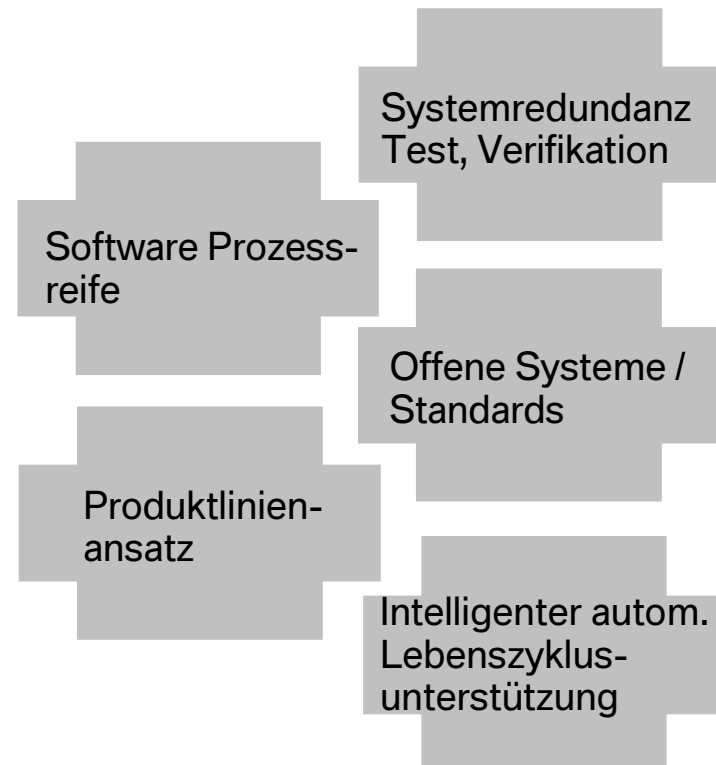 Systemredundanz
Test, Verifikation
Software Prozess-
reife
Offene Systeme /
Standards
Produktlinien-
ansatz
Intelligenter autom.
Lebenszyklus-
unterstützung